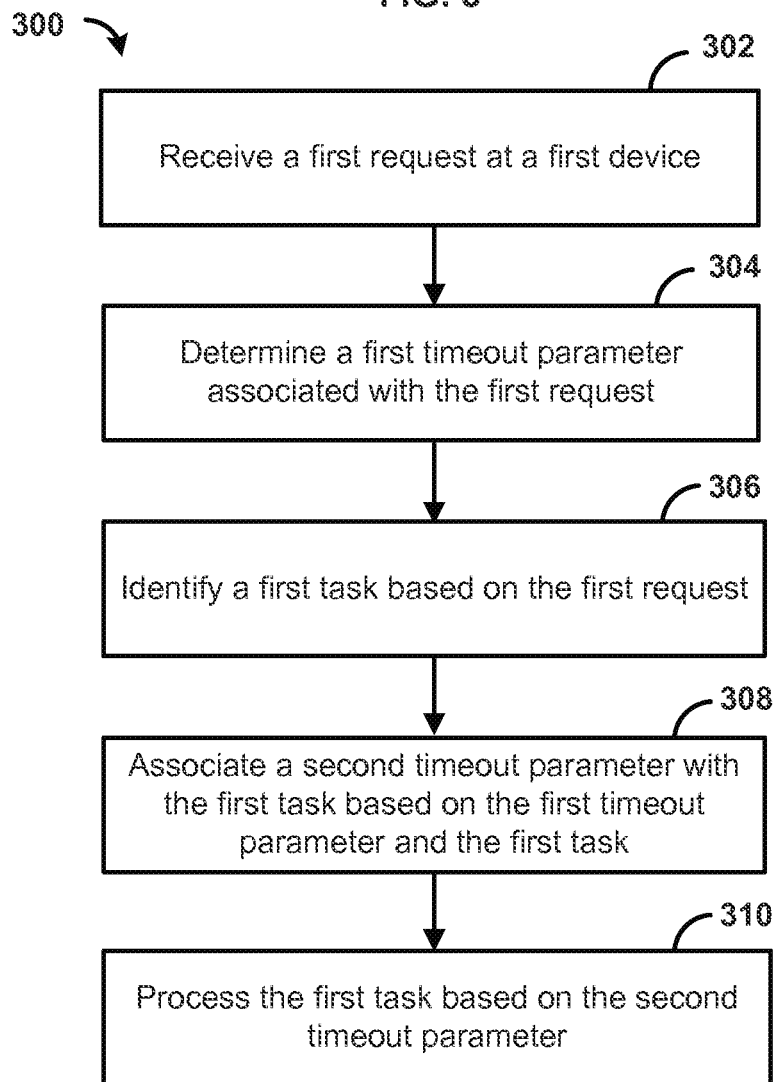 300
302
Receive a first request at a first device
304
Determine a first timeout parameter
associated with the first request
306
Identify a first task based on the first request
308
Associate a second timeout parameter with
the first task based on the first timeout
parameter and the first task
310
Process the first task based on the second
timeout parameter